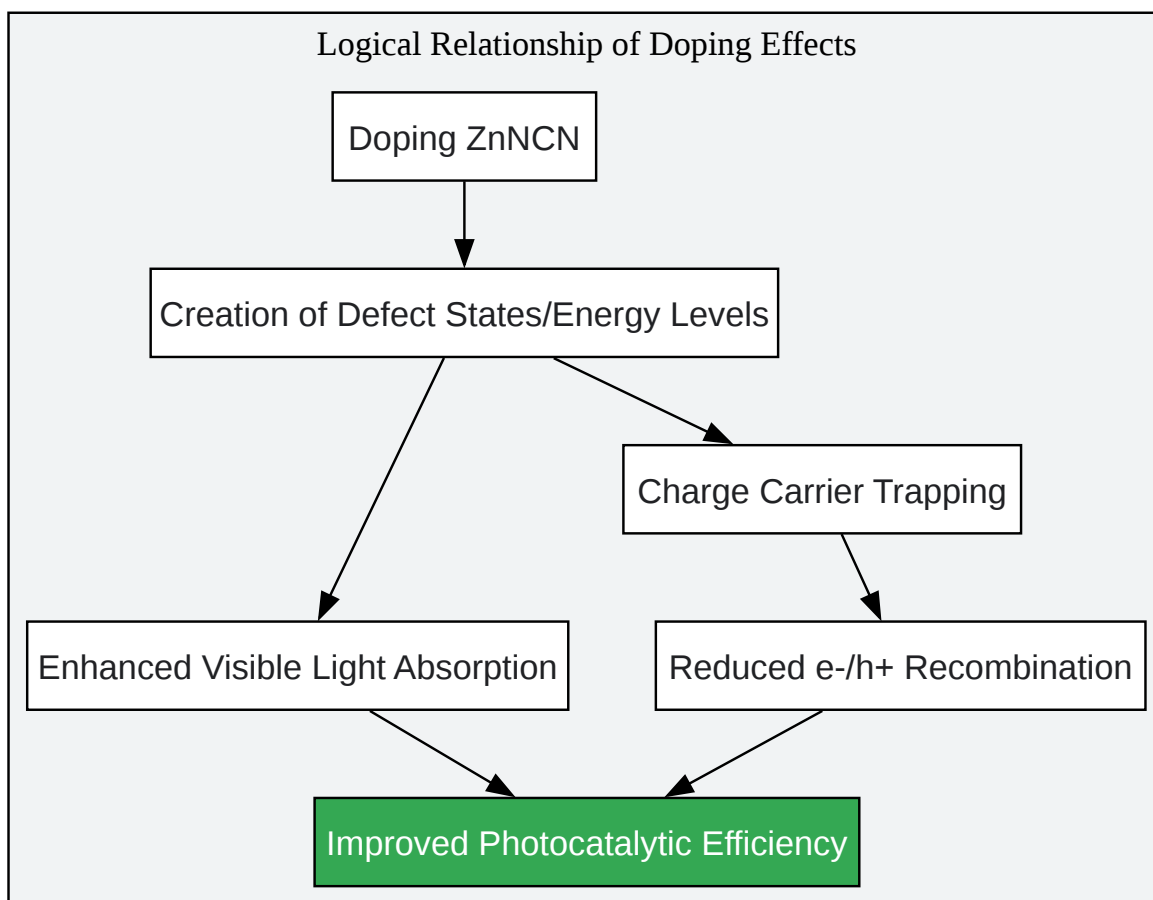 Logical Relationship of Doping Effects
Doping ZnNCN
Creation of Defect States/Energy Levels
Charge Carrier Trapping
Enhanced Visible Light Absorption
Reduced e-/h+ Recombination
Improved Photocatalytic Efficiency